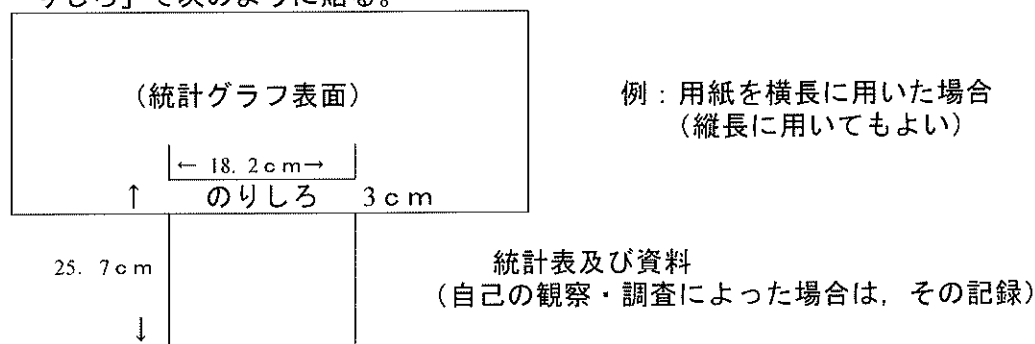 りしろ」で次のように貼る。
(統計グラフ表面)
例：用紙を横長に用いた場合
(縦長に用いてもよい)
← 18. 2cm→
↑ のりしろ 3cm
25. 7cm
統計表及び資料
(自己の観察・調査によった場合は，その記録)
↓